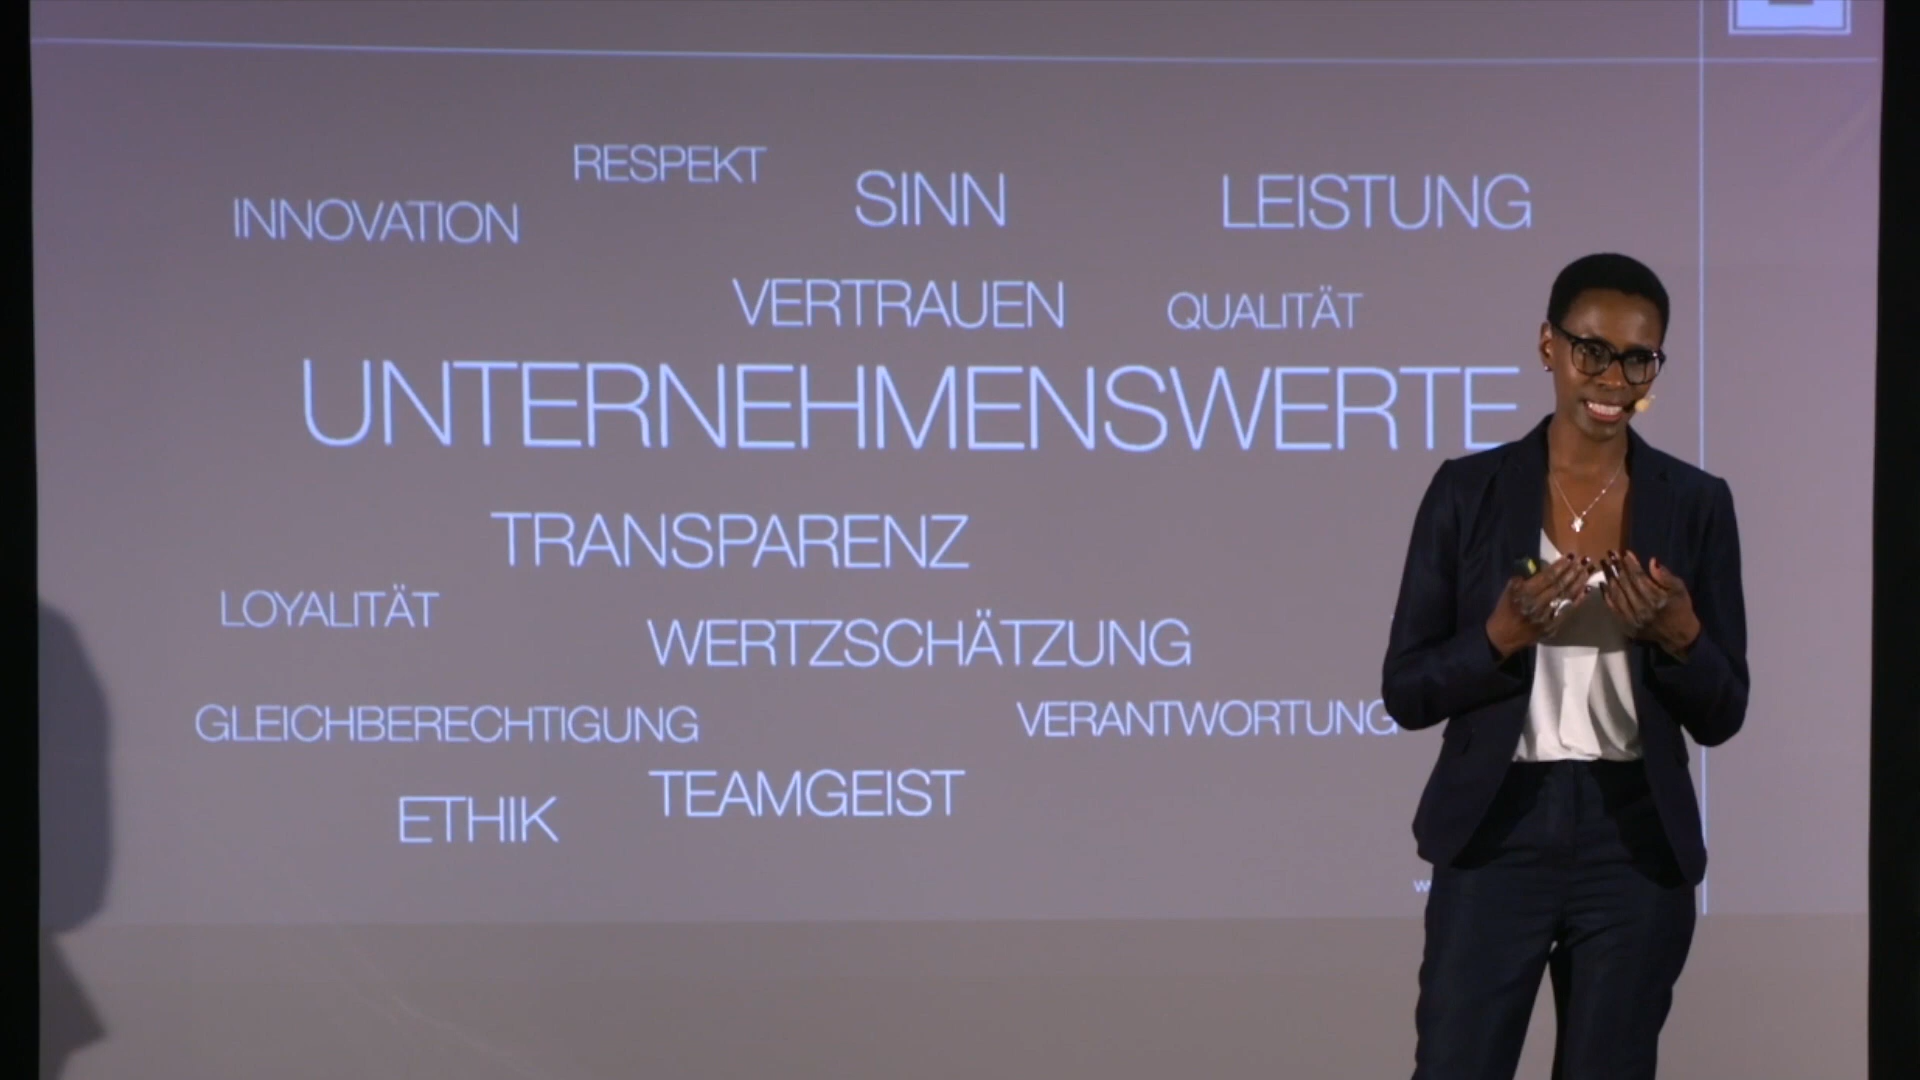 RESPEKT
INNOVATION
SINN
LEISTUNG
VERTRAUEN
QUALITÄT
UNTERNEHMENSWERTE
TRANSPARENZ
LOYALITÄT
WERTZSCHÄTZUNG
GLEICHBERECHTIGUNG
VERANTWORTUNG
TEAMGEIST
ETHIK